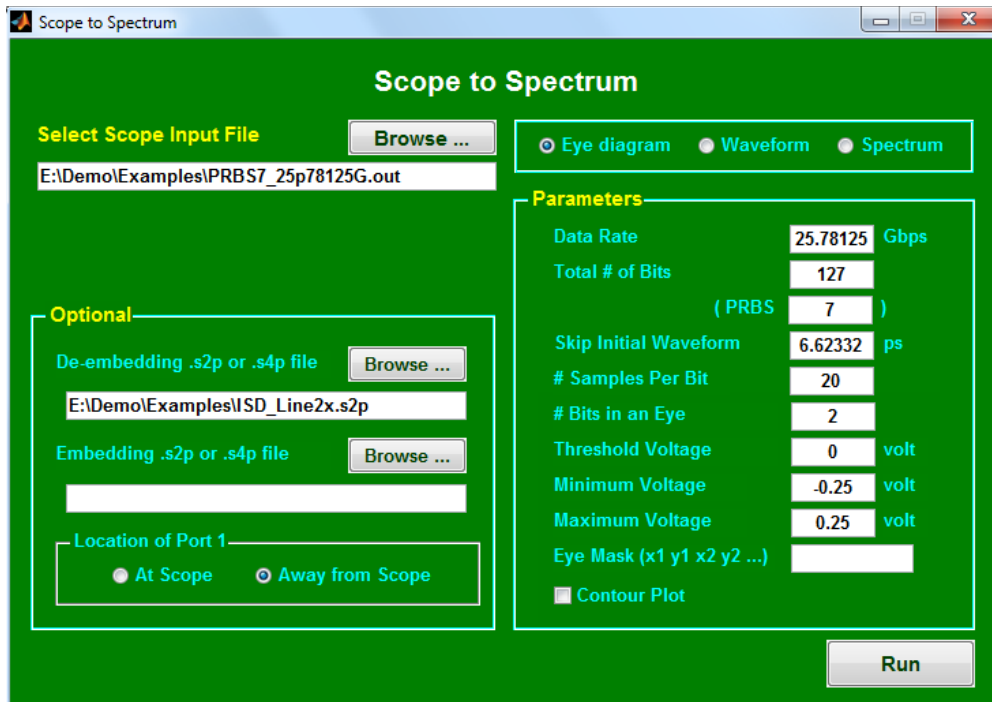 Scope to Spectrum
Scope to Spectrum
Select Scope Input File
Browse ...
E:\Demo\Examples\PRBS7_25p78125G.out
Optional
De-embedding .s2p or .s4p file
Browse ...
E:\Demo\Examples\ISD_Line2x.s2p
Embedding .s2p or .s4p file
Browse ...
Location of Port 1
At Scope Away from Scope
Eye diagram Waveform Spectrum
Parameters
Data Rate 25.78125 Gbps
Total # of Bits 127
( PRBS 7 )
Skip Initial Waveform 6.62332 ps
# Samples Per Bit 20
# Bits in an Eye 2
Threshold Voltage 0 volt
Minimum Voltage -0.25 volt
Maximum Voltage 0.25 volt
Eye Mask (x1 y1 x2 y2 ...)
Contour Plot
Run